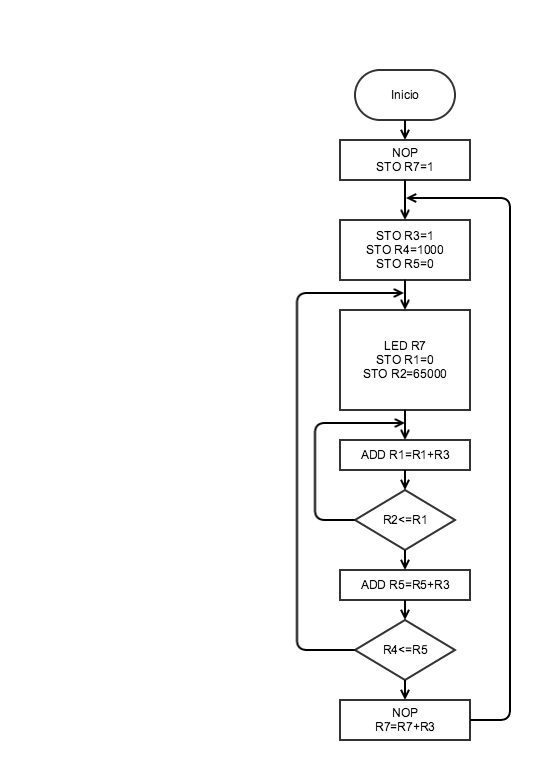 Inicio
NOP
STO R7=1
STO R3=1
STO R4=1000
STO R5=0
LED R7
STO R1=0
STO R2=65000
ADD R1=R1+R3
R2<=R1
ADD R5=R5+R3
R4<=R5
NOP
R7=R7+R3